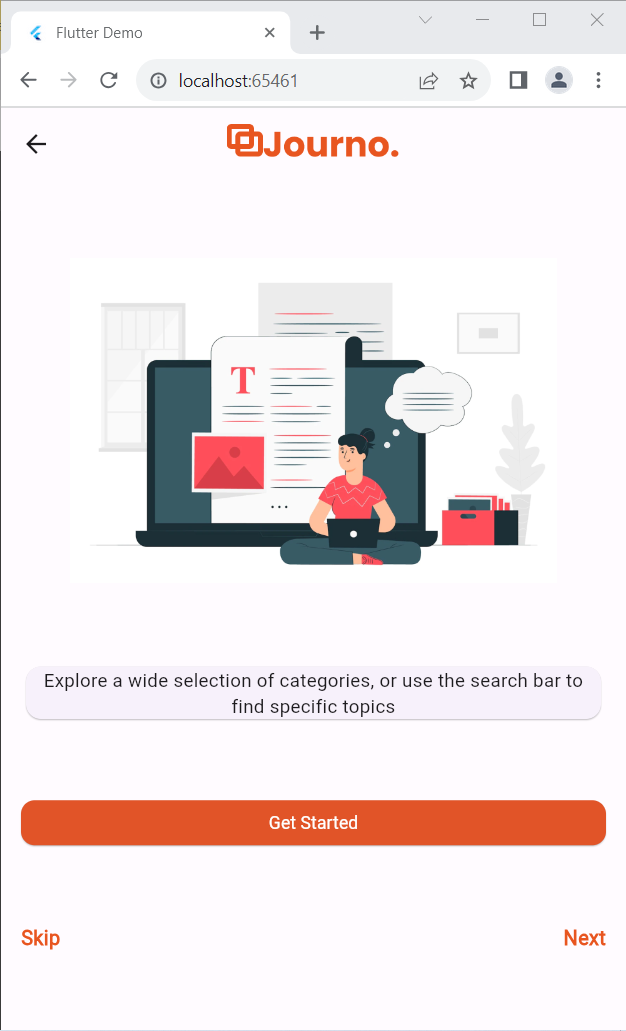 Flutter Demo
localhost:65461
Journo.
T
...
Explore a wide selection of categories, or use the search bar to
find specific topics
Get Started
Skip
Next